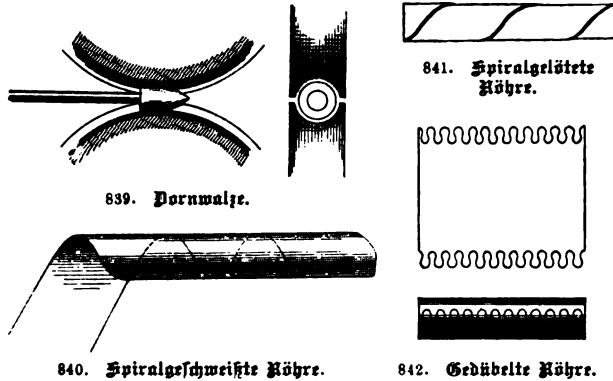 841. Spiralgelötete
Röhre.
839. Dornwalze.
840. Spiralgeschweißte Röhre.
842. Gedübelte Röhre.